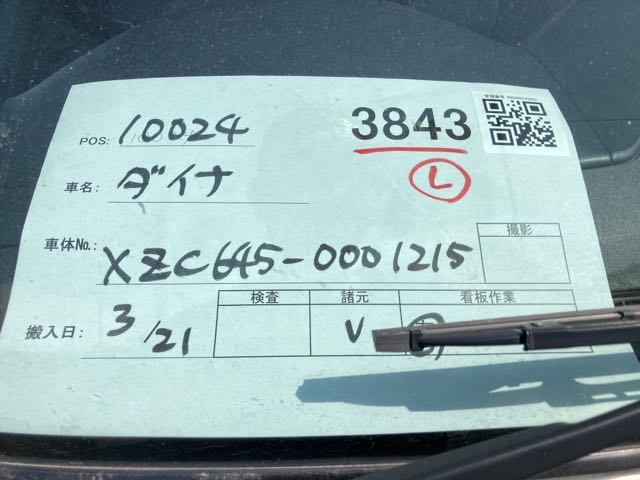 POS: 10024
3843
車名: ダイナ
L
車体No.: XZC645-0001215
撮影
検査 諸元 看板作業
搬入日: 3/21
V